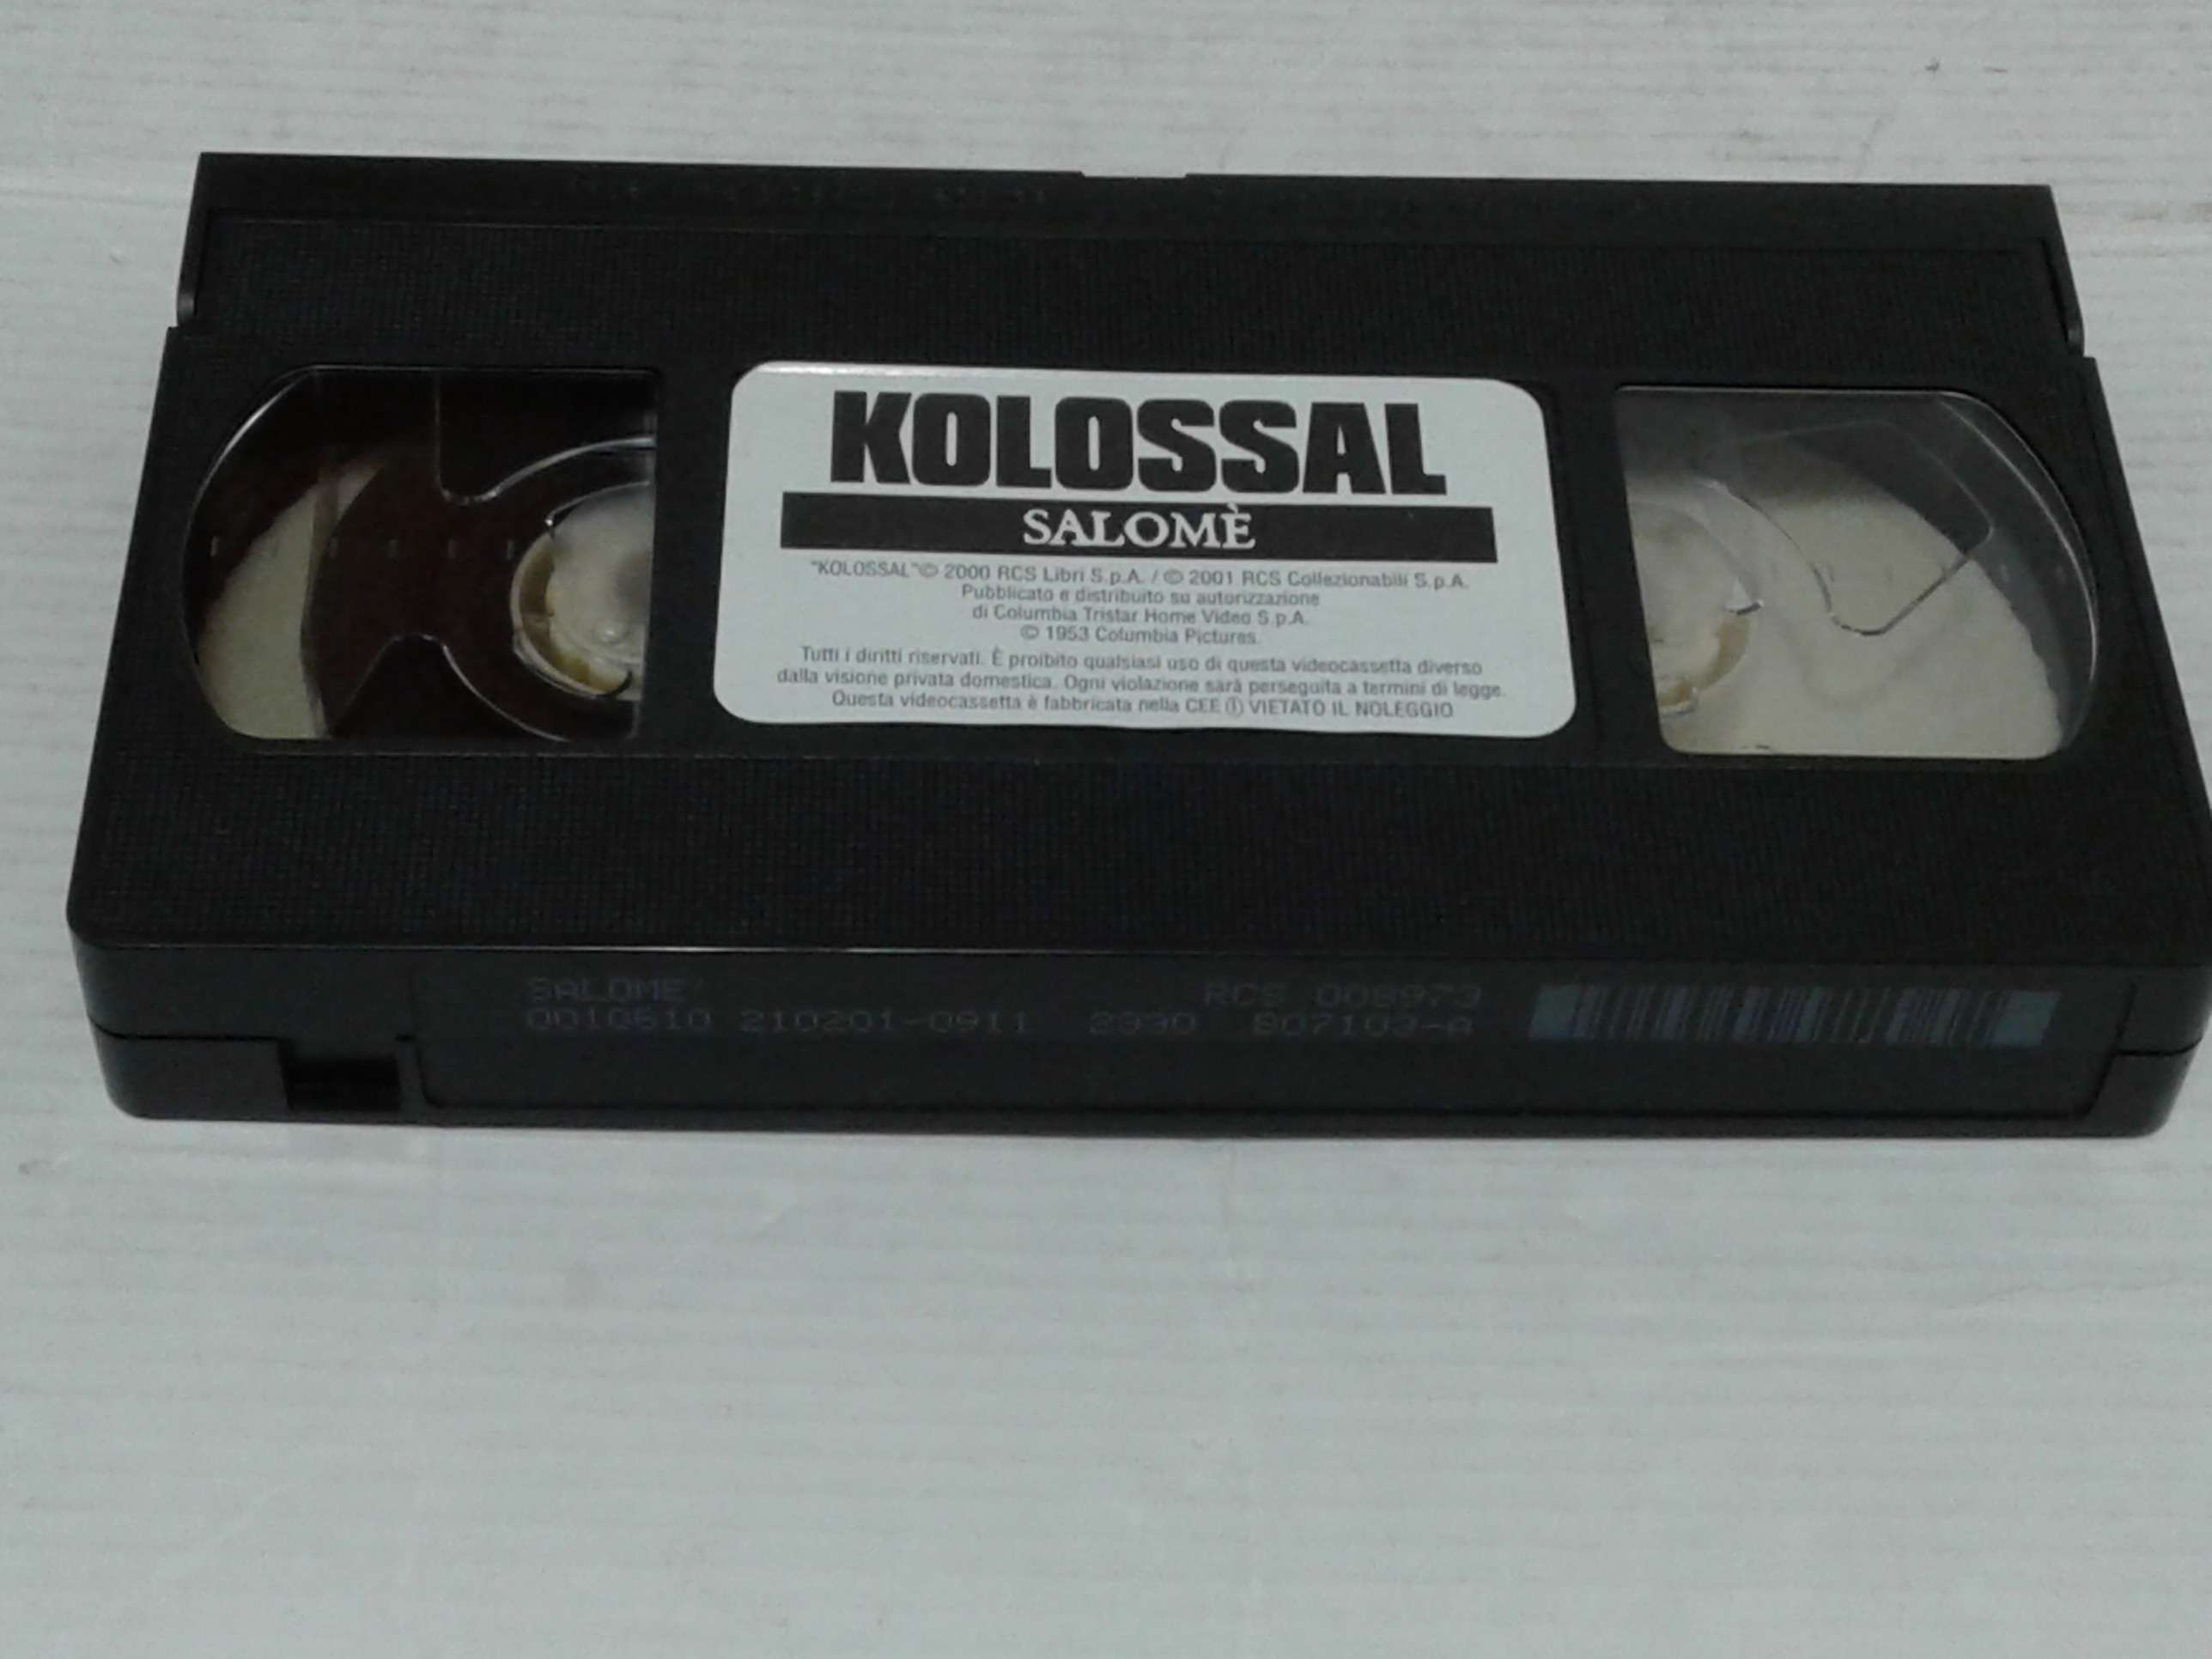 KOLOSSAL
SALOMÈ
"KOLOSSAL"© 2000 RCS Libri S.p.A. / © 2001 RCS Collezionabili S.p.A.
Pubblicato e distribuito su autorizzazione
di Columbia Tristar Home Video S.p.A.
© 1953 Columbia Pictures.
Tutti i diritti riservati. È proibito qualsiasi uso di questa videocassetta diverso
dalla visione privata domestica. Ogni violazione sarà perseguita a termini di legge.
Questa videocassetta è fabbricata nella CEE Ⓘ VIETATO IL NOLEGGIO
SALOME' RCS 008973
0010610 210201-0911 2330 807103-A